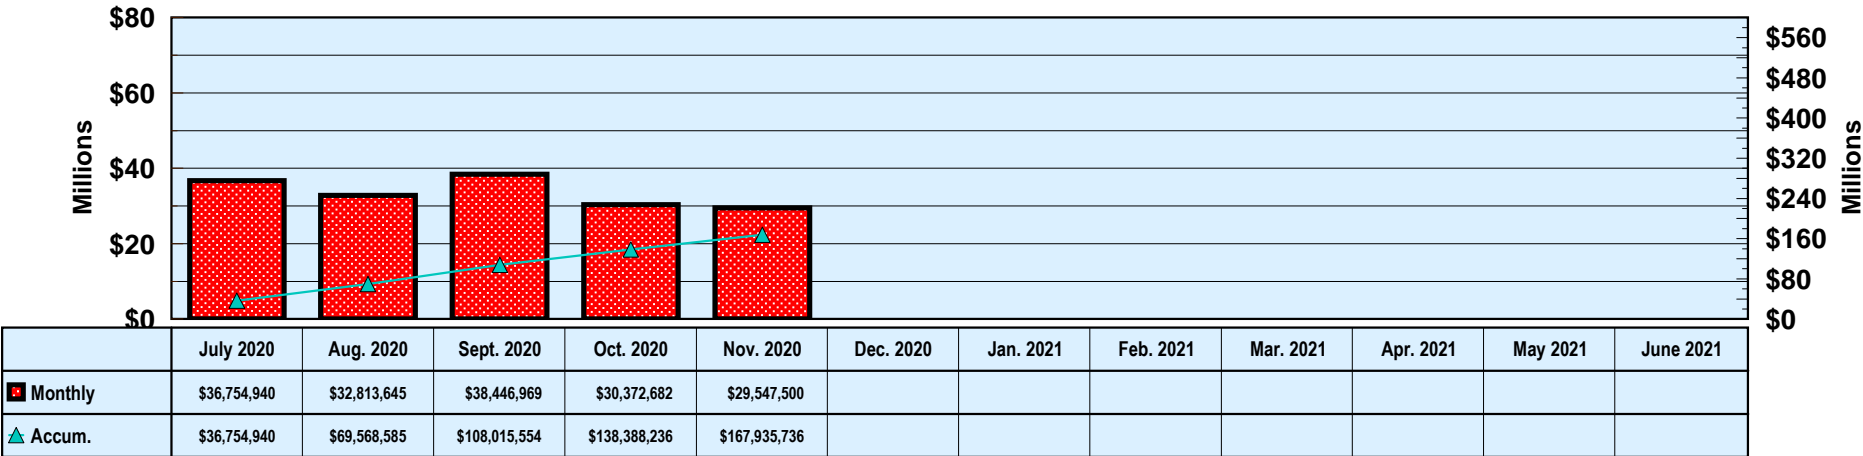 $80
$60
$40
$20
$0
Millions
$560
$480
$400
$320
$240
$160
$80
$0
Millions
July 2020 Aug. 2020 Sept. 2020 Oct. 2020 Nov. 2020 Dec. 2020 Jan. 2021 Feb. 2021 Mar. 2021 Apr. 2021 May 2021 June 2021
Monthly $36,754,940 $32,813,645 $38,446,969 $30,372,682 $29,547,500
Accum. $36,754,940 $69,568,585 $108,015,554 $138,388,236 $167,935,736